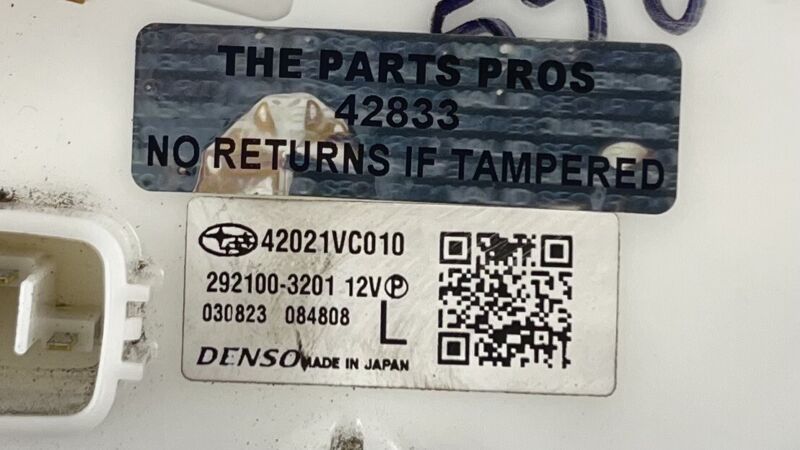 THE PARTS PROS
42833
NO RETURNS IF TAMPERED
42021VC010
292100-3201 12V P
030823 084808 L
DENSO MADE IN JAPAN